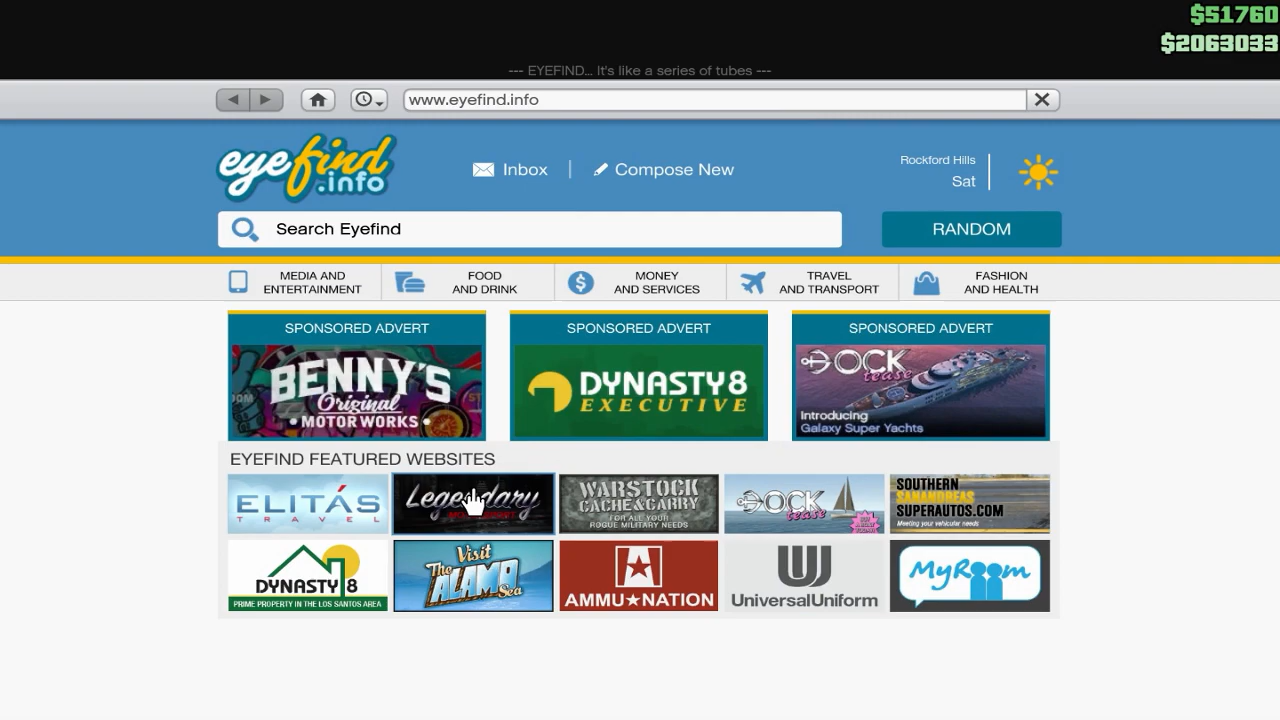 $51760
$2063033
--- EYEFIND... It's like a series of tubes ---
www.eyefind.info
eyefind
.info
Inbox
Compose New
Rockford Hills
Sat
Search Eyefind
RANDOM
MEDIA AND
ENTERTAINMENT
FOOD
AND DRINK
MONEY
AND SERVICES
TRAVEL
AND TRANSPORT
FASHION
AND HEALTH
SPONSORED ADVERT
BENNY'S
Original
• MOTOR WORKS •
SPONSORED ADVERT
DYNASTY 8
EXECUTIVE
SPONSORED ADVERT
DOCK
tease
Introducing
Galaxy Super Yachts
EYEFIND FEATURED WEBSITES
ELITÁS
TRAVEL
Legendary
WARSTOCK
CACHE & CARRY
FOR ALL YOUR
ROGUE MILITARY NEEDS
DOCK
tease
SOUTHERN
SANANDREAS
SUPERAUTOS.COM
Meeting your vehicular needs
DYNASTY 8
PRIME PROPERTY IN THE LOS SANTOS AREA
Visit
The ALAMO
Sea
AMMU★NATION
UniversalUniform
MyRoom